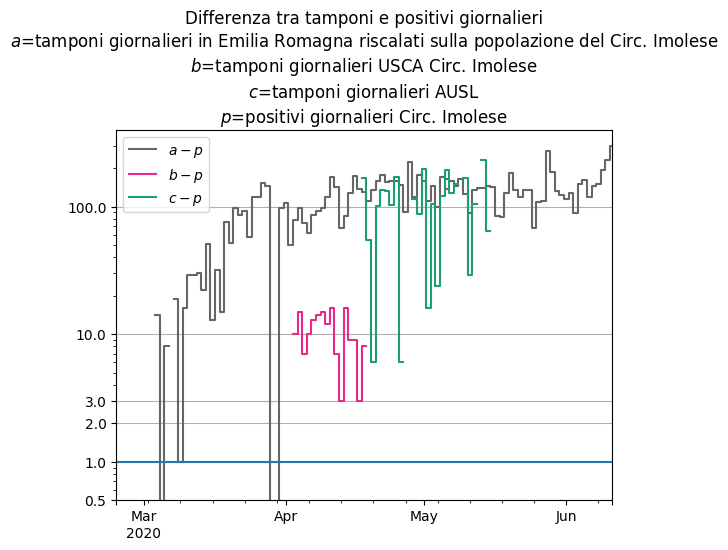 Differenza tra tamponi e positivi giornalieri
a=tamponi giornalieri in Emilia Romagna riscalati sulla popolazione del Circ. Imolese
b=tamponi giornalieri USCA Circ. Imolese
c=tamponi giornalieri AUSL
p=positivi giornalieri Circ. Imolese
a − p
b − p
c − p
100.0
10.0
3.0
2.0
1.0
0.5
Mar Apr May Jun
2020